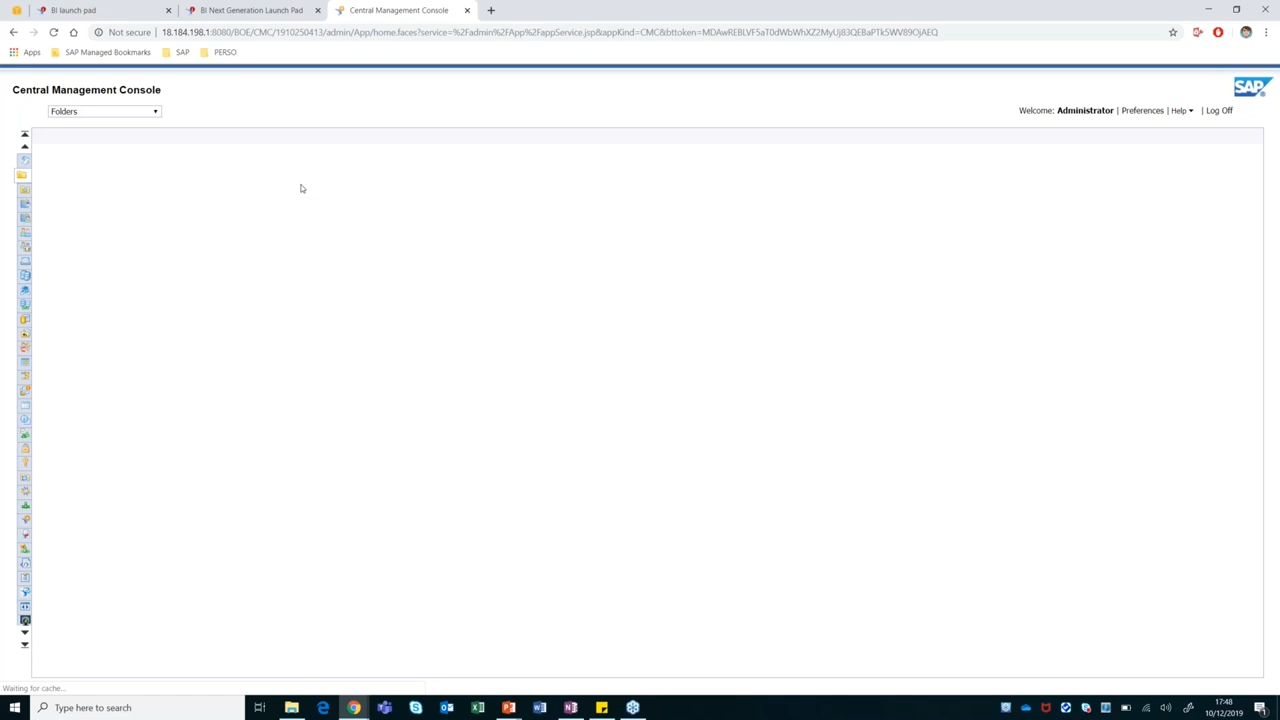 BI launch pad
BI Next Generation Launch Pad
Central Management Console
Not secure
18.184.198.1:8080/BOE/CMC/1910250413/admin/App/home.faces?service=%2Fadmin%2FApp%2FappService.jsp&appKind=CMC&bttoken=MDAwREBLVF5aT0dWbWhXZ2MyUjB3QEBaPTk5WV89OjAEQ
Apps
SAP Managed Bookmarks
SAP
PERSO
Central Management Console
SAP
Folders
Welcome: Administrator | Preferences | Help | Log Off
Waiting for cache...
Type here to search
17:48
10/12/2019